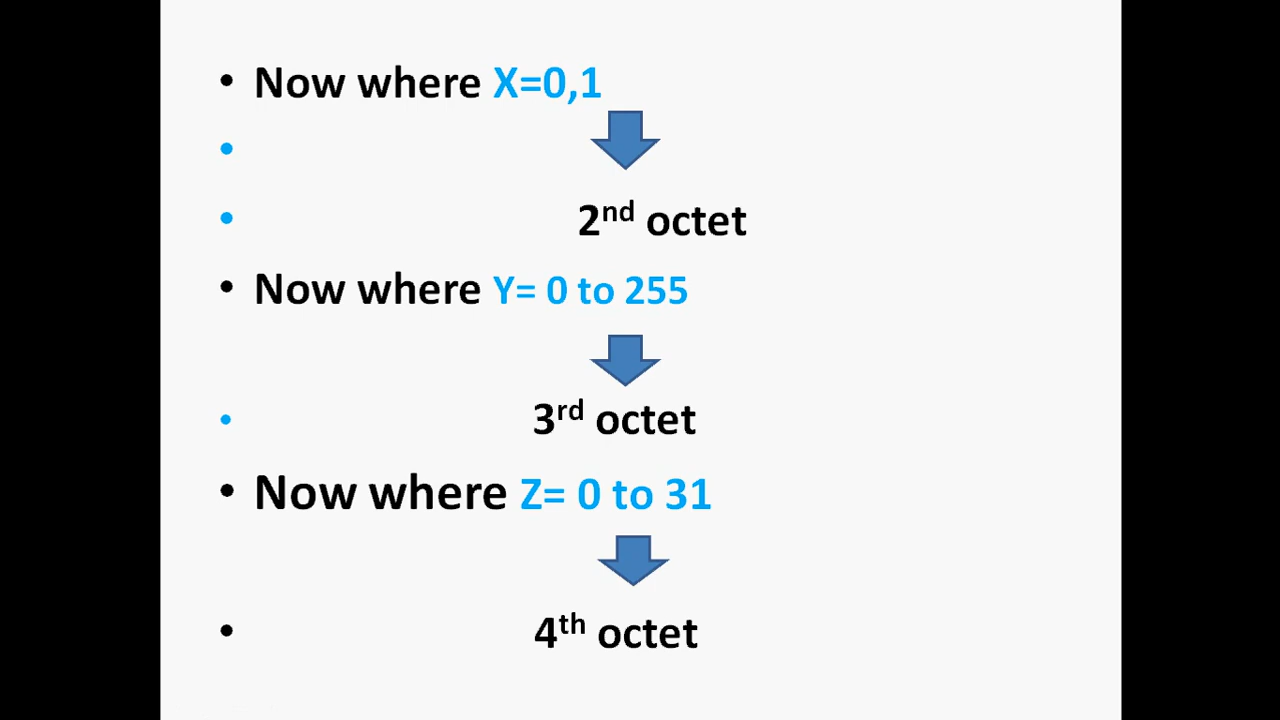 • Now where X=0,1
•
• 2nd octet
• Now where Y= 0 to 255
• 3rd octet
• Now where Z= 0 to 31
• 4th octet